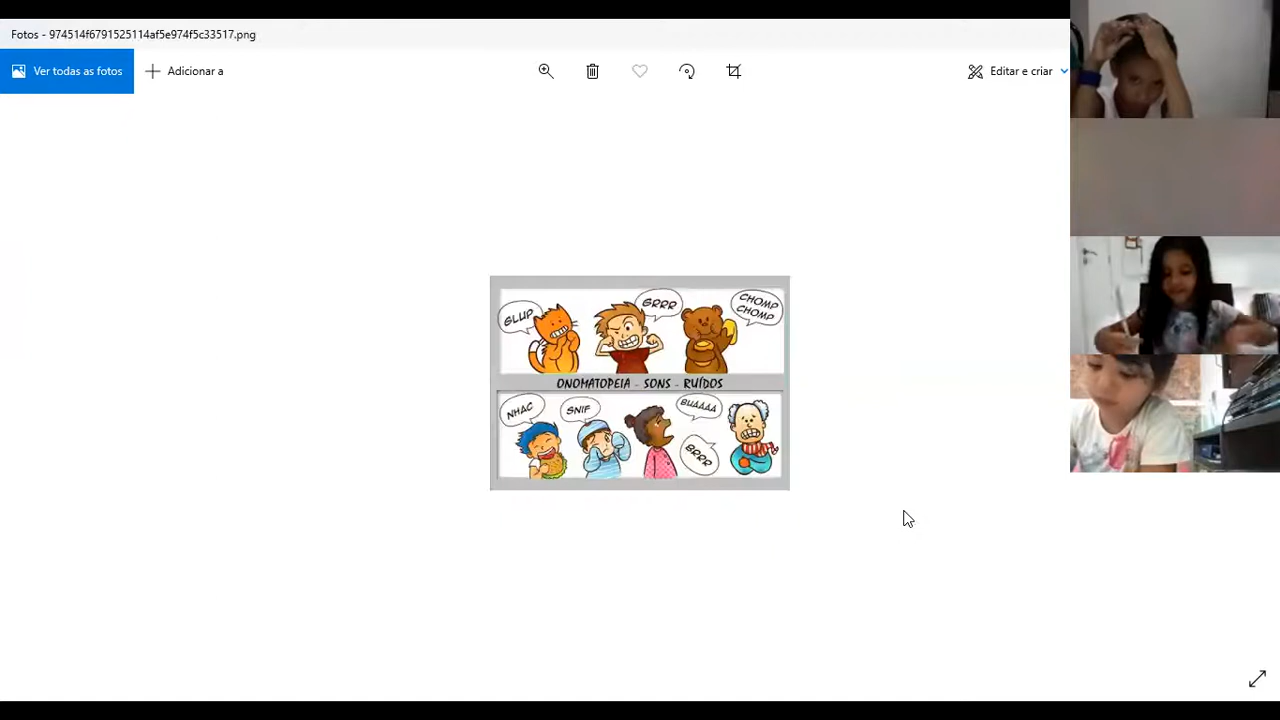 Fotos - 974514f6791525114af5e974f5c33517.png
Ver todas as fotos
Adicionar a
Editar e criar
GLUP
GRRR
CHOMP
CHOMP
ONOMATOPEIA - SONS - RUÍDOS
NHAC
SNIF
BUÁÁÁÁ
BRRR